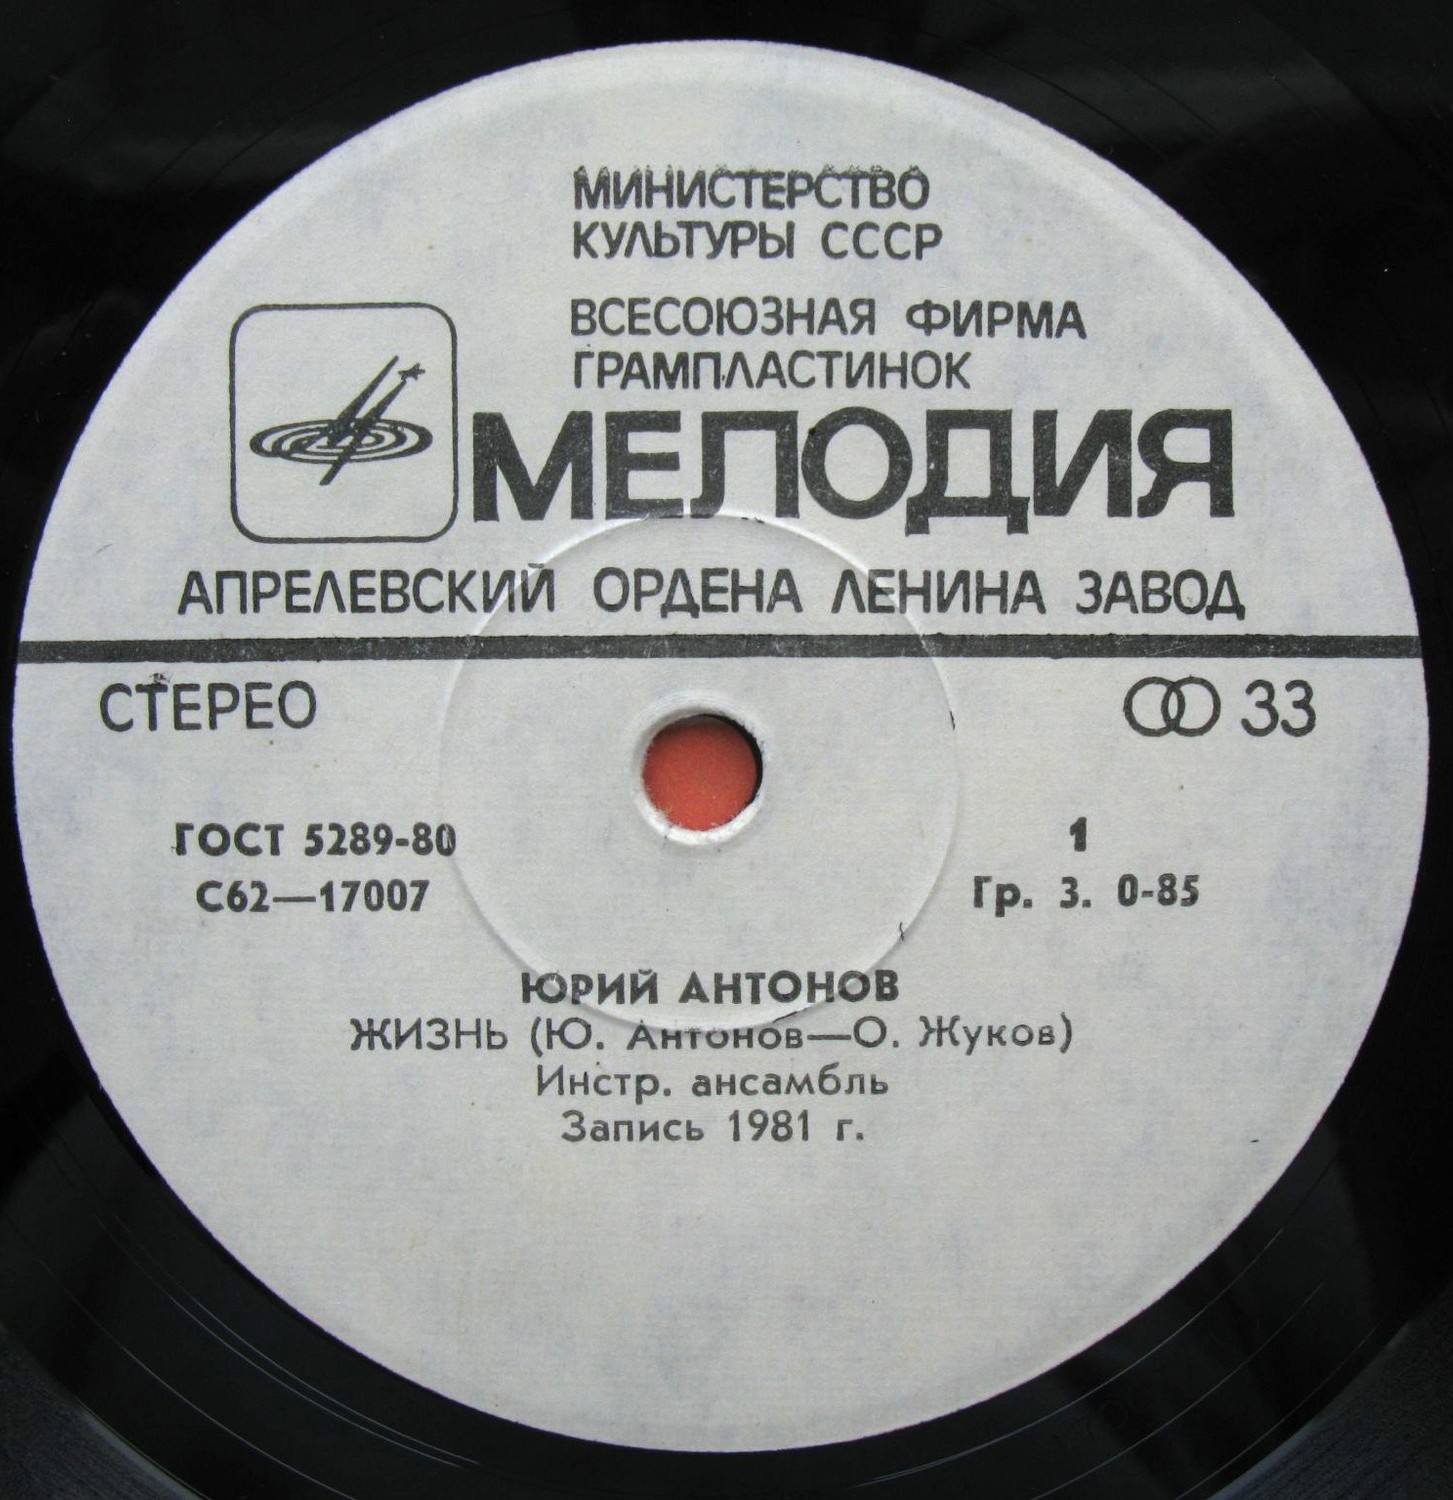 МИНИСТЕРСТВО
КУЛЬТУРЫ СССР
ВСЕСОЮЗНАЯ ФИРМА
ГРАМПЛАСТИНОК
МЕЛОДИЯ
АПРЕЛЕВСКИЙ ОРДЕНА ЛЕНИНА ЗАВОД
СТЕРЕО 33
ГОСТ 5289-80 1
С62—17007 Гр. 3. 0-85
ЮРИЙ АНТОНОВ
ЖИЗНЬ (Ю. Антонов—О. Жуков)
Инстр. ансамбль
Запись 1981 г.